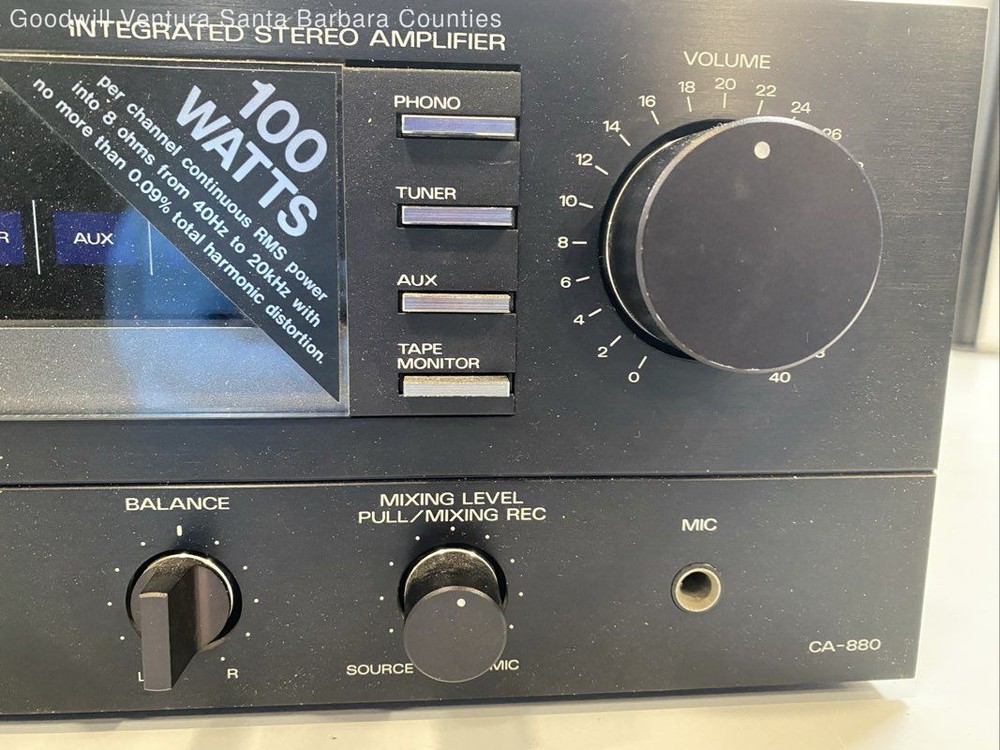 Goodwill Ventura Santa Barbara Counties
INTEGRATED STEREO AMPLIFIER
100
WATTS
per channel continuous RMS power
into 8 ohms from 40Hz to 20kHz with
no more than 0.09% total harmonic distortion.
R
AUX
PHONO
TUNER
AUX
TAPE
MONITOR
VOLUME
0
2
4
6
8
10
12
14
16
18
20
22
24
26
40
BALANCE
L
R
MIXING LEVEL
PULL/MIXING REC
SOURCE
MIC
MIC
CA-880